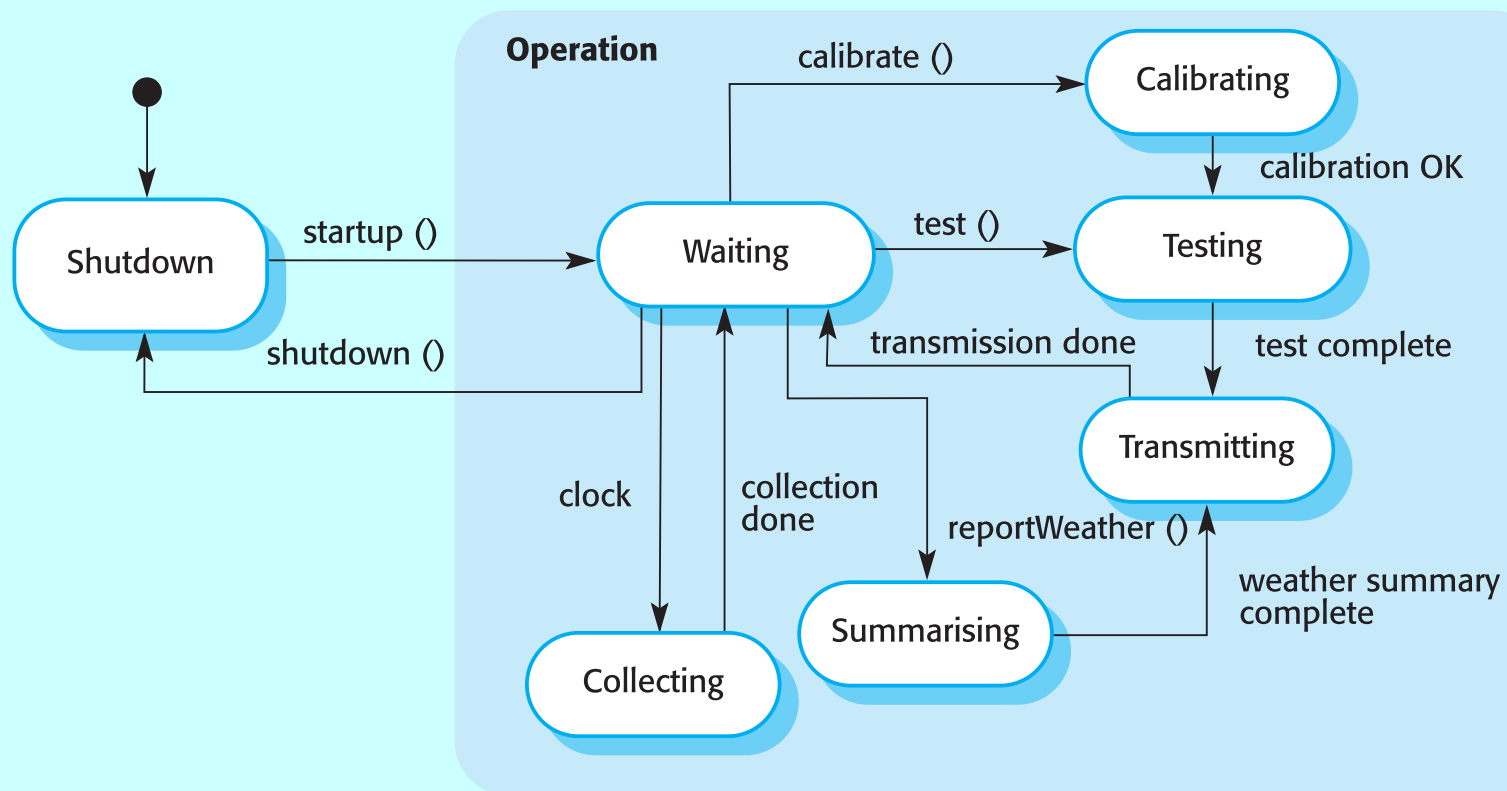 Operation
calibrate ()
Calibrating
calibration OK
startup ()
test ()
Shutdown
Waiting
Testing
shutdown ()
transmission done
test complete
Transmitting
clock
collection
done
reportWeather ()
weather summary
complete
Summarising
Collecting